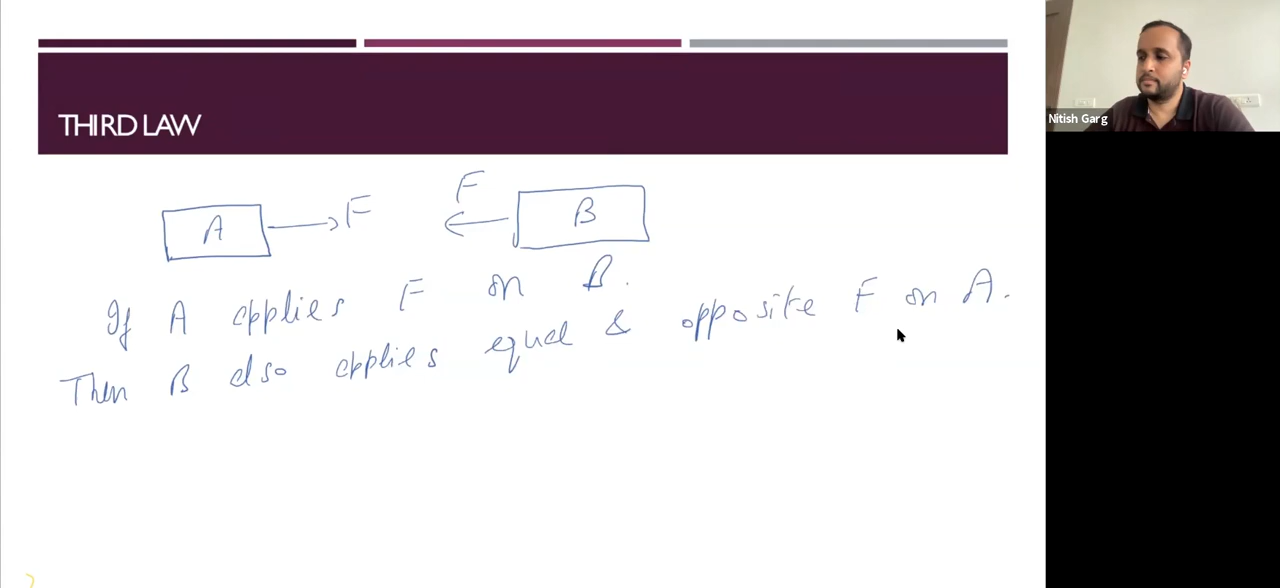 THIRD LAW
Nitish Garg
A → F
F ← B
If A applies F on B.
Then B also applies equal & opposite F on A.